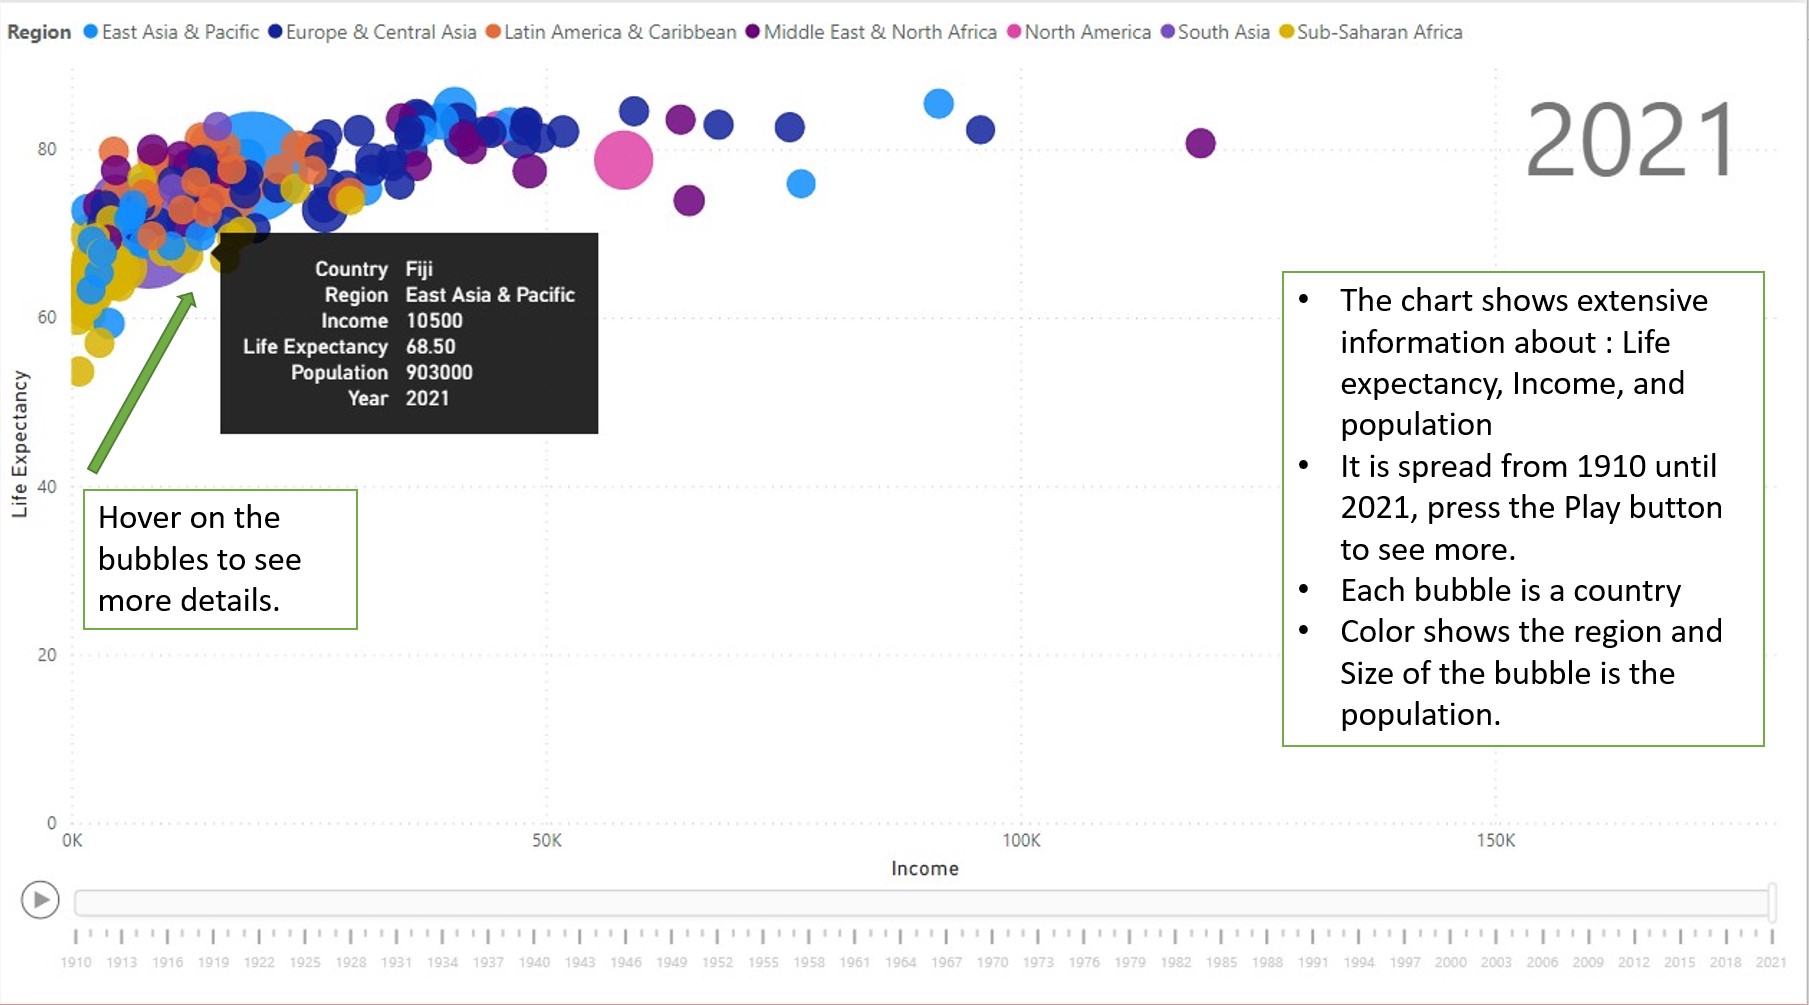 Region East Asia & Pacific Europe & Central Asia Latin America & Caribbean Middle East & North Africa North America South Asia Sub-Saharan Africa
2021
80
60
40
20
0
Life Expectancy
Country Fiji
Region East Asia & Pacific
Income 10500
Life Expectancy 68.50
Population 903000
Year 2021
Hover on the
bubbles to see
more details.
• The chart shows extensive
information about : Life
expectancy, Income, and
population
• It is spread from 1910 until
2021, press the Play button
to see more.
• Each bubble is a country
• Color shows the region and
Size of the bubble is the
population.
0K 50K 100K 150K
Income
1910 1913 1916 1919 1922 1925 1928 1931 1934 1937 1940 1943 1946 1949 1952 1955 1958 1961 1964 1967 1970 1973 1976 1979 1982 1985 1988 1991 1994 1997 2000 2003 2006 2009 2012 2015 2018 2021